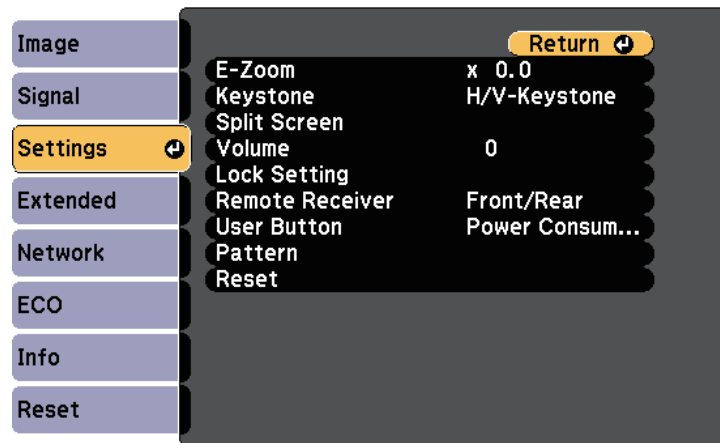 Image
Signal
Settings
Extended
Network
ECO
Info
Reset
Return
E-Zoom x 0.0
Keystone H/V-Keystone
Split Screen
Volume 0
Lock Setting
Remote Receiver Front/Rear
User Button Power Consum...
Pattern
Reset